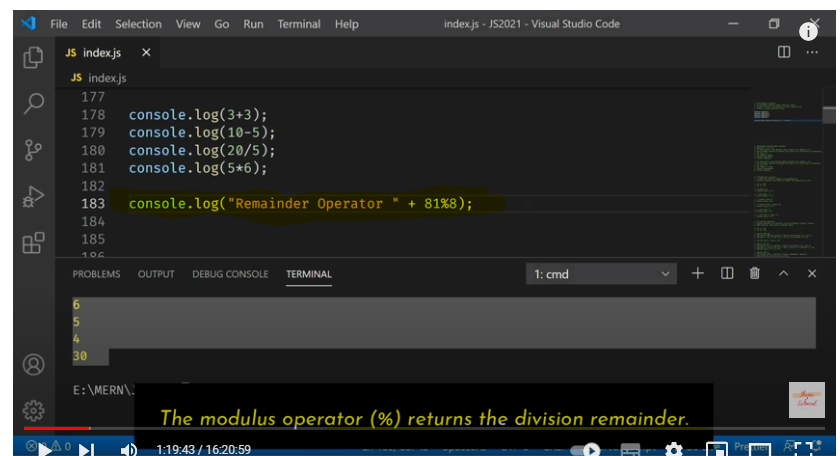 File Edit Selection View Go Run Terminal Help index.js - JS2021 - Visual Studio Code
JS index.js
JS index.js
177
178 console.log(3+3);
179 console.log(10-5);
180 console.log(20/5);
181 console.log(5*6);
182
183 console.log("Remainder Operator " + 81%8);
184
185
186
PROBLEMS OUTPUT DEBUG CONSOLE TERMINAL 1: cmd
6
5
4
30
E:\MERN\
The modulus operator (%) returns the division remainder.
0 1:19:43 / 16:20:59